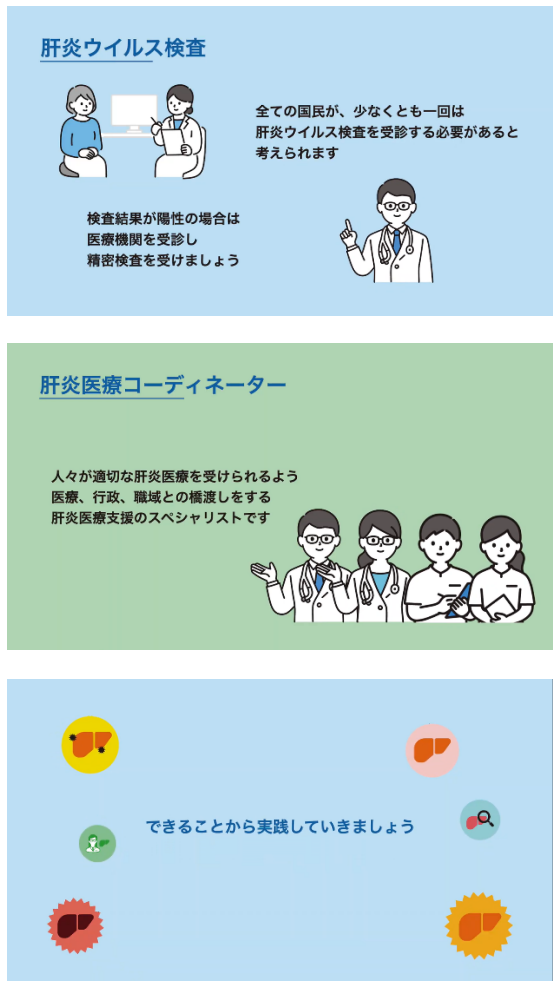 肝炎ウイルス検査
全ての国民が、少なくとも一回は
肝炎ウイルス検査を受診する必要があると
考えられます
検査結果が陽性の場合は
医療機関を受診し
精密検査を受けましょう
肝炎医療コーディネーター
人々が適切な肝炎医療を受けられるよう
医療、行政、職域との橋渡しをする
肝炎医療支援のスペシャリストです
できることから実践していきましょう